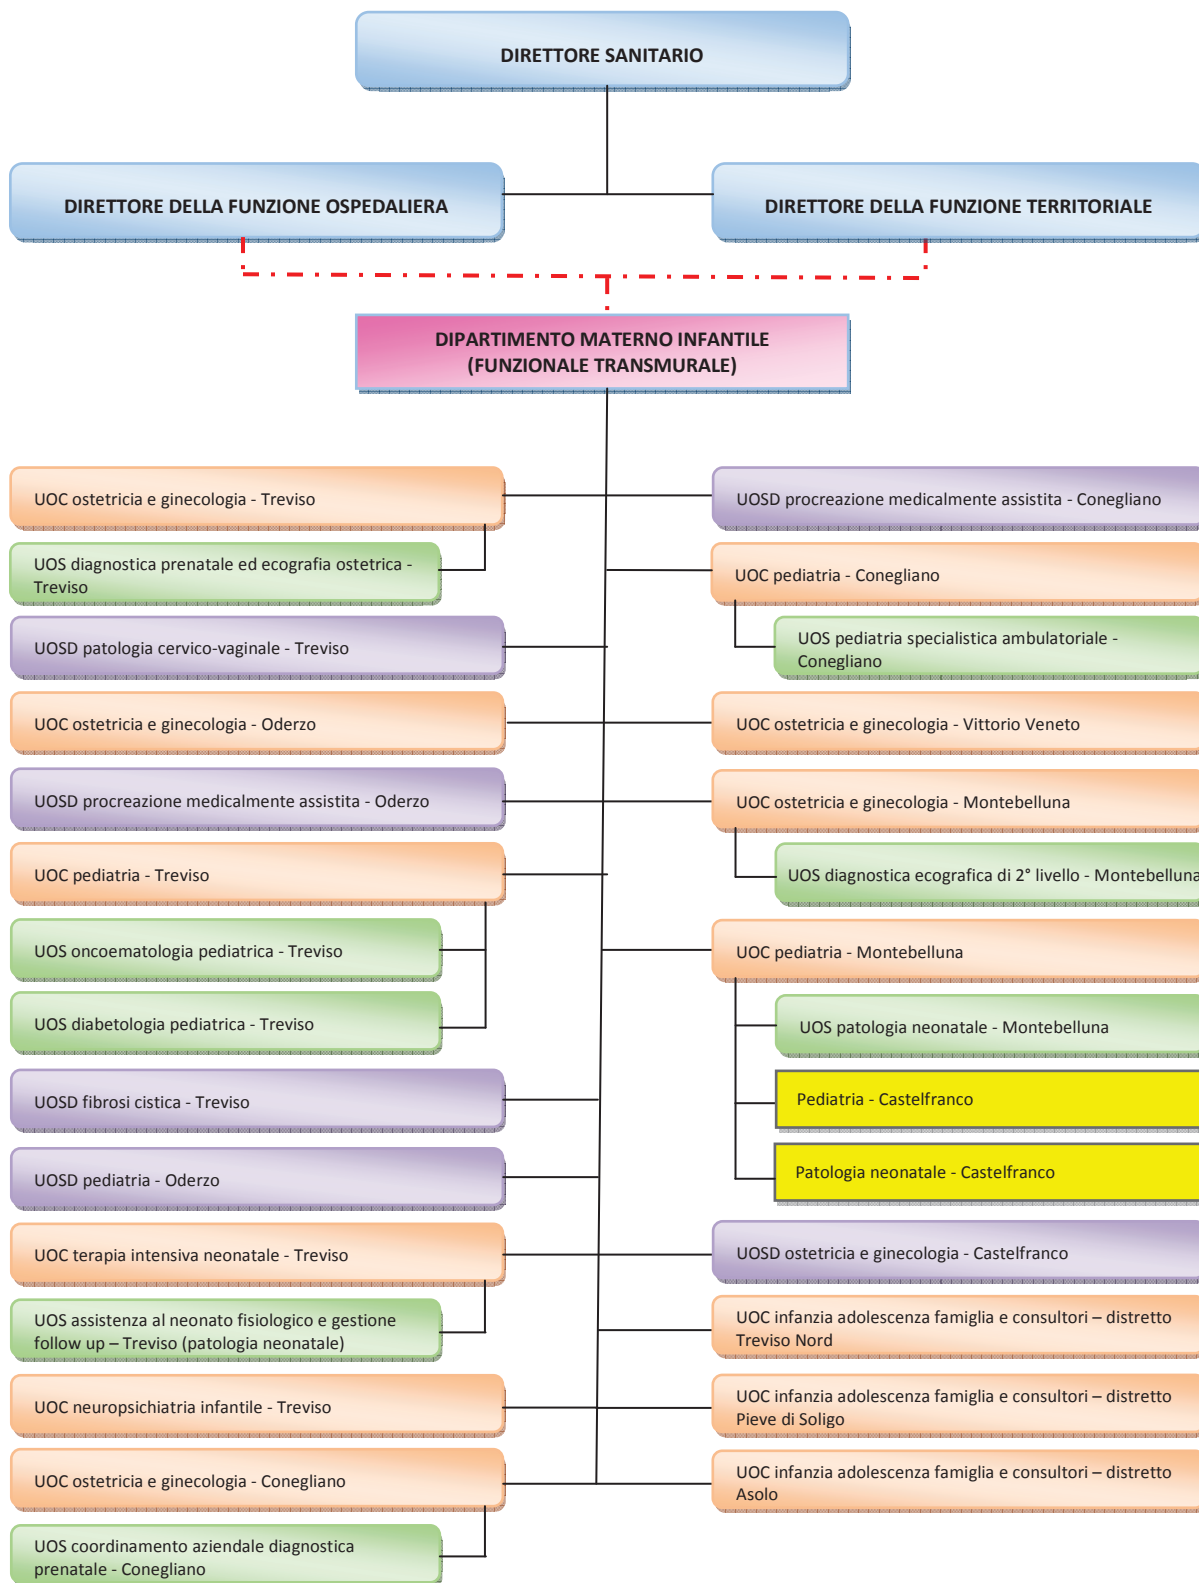 DIRETTORE SANITARIO
DIRETTORE DELLA FUNZIONE OSPEDALIERA
DIRETTORE DELLA FUNZIONE TERRITORIALE
DIPARTIMENTO MATERNO INFANTILE
(FUNZIONALE TRANSMURALE)
UOC ostetricia e ginecologia - Treviso
UOS diagnostica prenatale ed ecografia ostetrica -
Treviso
UOSD patologia cervico-vaginale - Treviso
UOC ostetricia e ginecologia - Oderzo
UOSD procreazione medicalmente assistita - Oderzo
UOC pediatria - Treviso
UOS oncoematologia pediatrica - Treviso
UOS diabetologia pediatrica - Treviso
UOSD fibrosi cistica - Treviso
UOSD pediatria - Oderzo
UOC terapia intensiva neonatale - Treviso
UOS assistenza al neonato fisiologico e gestione
follow up – Treviso (patologia neonatale)
UOC neuropsichiatria infantile - Treviso
UOC ostetricia e ginecologia - Conegliano
UOS coordinamento aziendale diagnostica
prenatale - Conegliano
UOSD procreazione medicalmente assistita - Conegliano
UOC pediatria - Conegliano
UOS pediatria specialistica ambulatoriale -
Conegliano
UOC ostetricia e ginecologia - Vittorio Veneto
UOC ostetricia e ginecologia - Montebelluna
UOS diagnostica ecografica di 2° livello - Montebelluna
UOC pediatria - Montebelluna
UOS patologia neonatale - Montebelluna
Pediatria - Castelfranco
Patologia neonatale - Castelfranco
UOSD ostetricia e ginecologia - Castelfranco
UOC infanzia adolescenza famiglia e consultori – distretto
Treviso Nord
UOC infanzia adolescenza famiglia e consultori – distretto
Pieve di Soligo
UOC infanzia adolescenza famiglia e consultori – distretto
Asolo